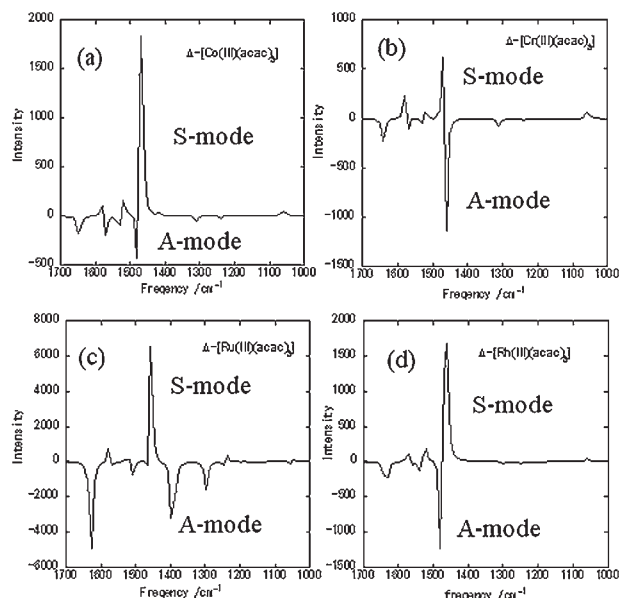 (a)
Δ-[Co(III)(acac)₃]
2000
1500
1000
500
0
-500
Intensity
S-mode
A-mode
1700 1600 1500 1400 1300 1200 1100 1000
Freqency /cm⁻¹
(b)
Δ-[Cr(III)(acac)₃]
1000
500
0
-500
-1000
-1500
Intensity
S-mode
A-mode
1700 1600 1500 1400 1300 1200 1100 1000
Freqency /cm⁻¹
(c)
Δ-[Ru(III)(acac)₃]
8000
6000
4000
2000
0
-2000
-4000
-6000
Intensity
S-mode
A-mode
1700 1600 1500 1400 1300 1200 1100 1000
Freqency /cm⁻¹
(d)
Δ-[Rh(III)(acac)₃]
2000
1500
1000
500
0
-500
-1000
-1500
Intensity
S-mode
A-mode
1700 1600 1500 1400 1300 1200 1100 1000
freqency /cm⁻¹